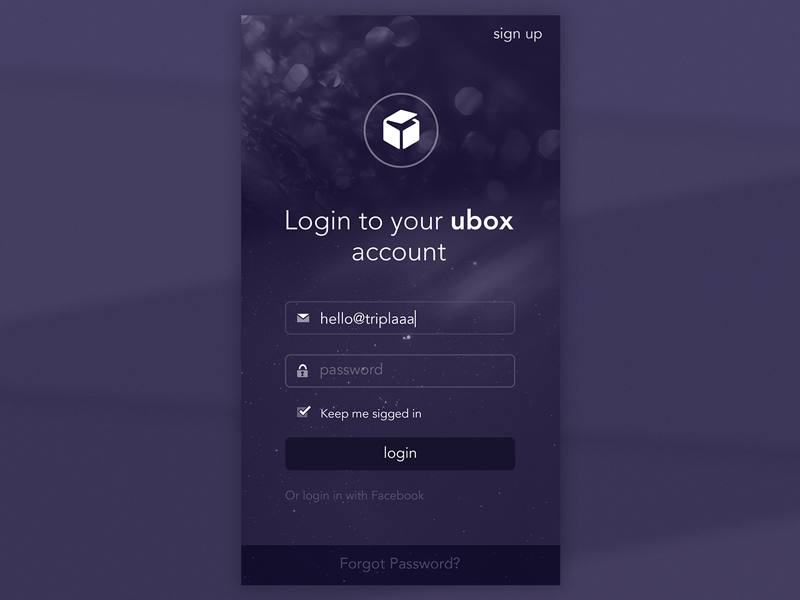 sign up
Login to your ubox
account
hello@triplaaa
password
Keep me sigged in
login
Or login in with Facebook
Forgot Password?